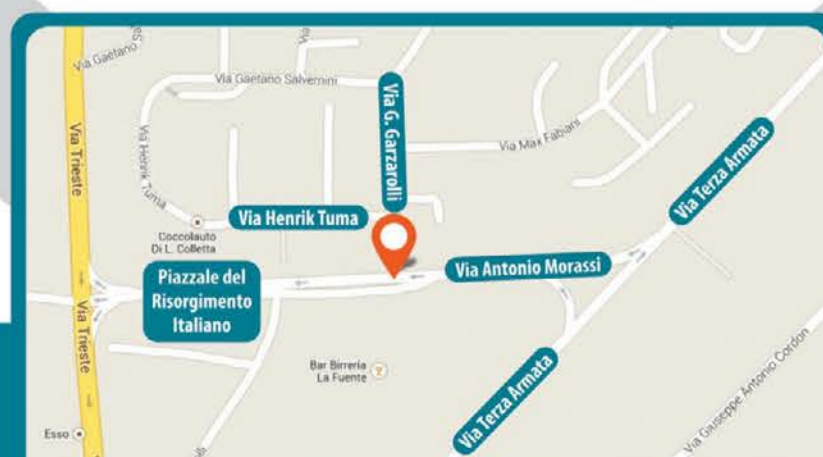 Via Gaetano
Via
Via Gaetano Salvemini
Via G. Garzarolli
Via Trieste
Via Henrik Tuma
Via Max Fabiani
Via Terza Armata
Via Henrik Tuma
Coccolauto
Di L. Colletta
Via Antonio Morassi
Piazzale del
Risorgimento
Italiano
Via Trieste
Bar Birreria
La Fuente
Via Terza Armata
Via Giuseppe Antonio Cordon
Esso